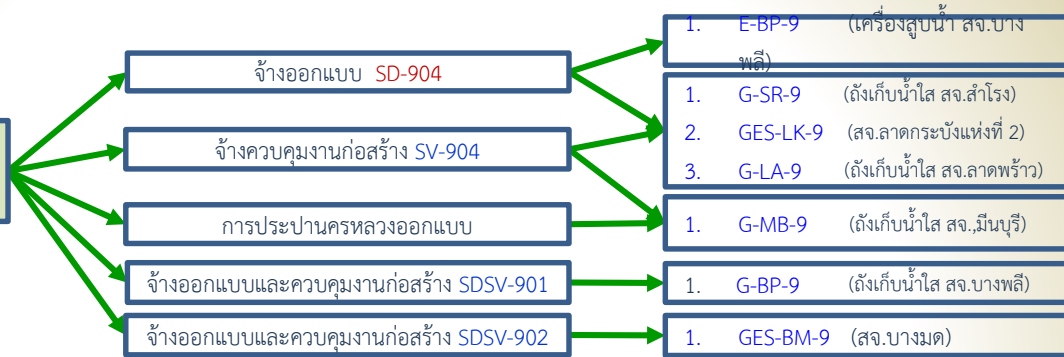 จ้างออกแบบ SD-904
จ้างควบคุมงานก่อสร้าง SV-904
การประปานครหลวงออกแบบ
จ้างออกแบบและควบคุมงานก่อสร้าง SDSV-901
จ้างออกแบบและควบคุมงานก่อสร้าง SDSV-902
1. E-BP-9 (เครื่องสูบน้ำ สจ.บาง
พลี)
1. G-SR-9 (ถังเก็บน้ำใส สจ.สำโรง)
2. GES-LK-9 (สจ.ลาดกระบังแห่งที่ 2)
3. G-LA-9 (ถังเก็บน้ำใส สจ.ลาดพร้าว)
1. G-MB-9 (ถังเก็บน้ำใส สจ.,มีนบุรี)
1. G-BP-9 (ถังเก็บน้ำใส สจ.บางพลี)
1. GES-BM-9 (สจ.บางมด)